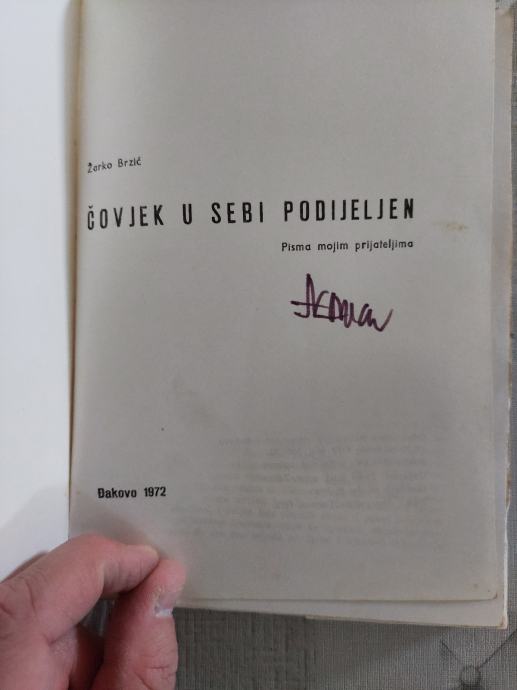 Žarko Brzić
ČOVJEK U SEBI PODIJELJEN
Pisma mojim prijateljima
Đakovo 1972